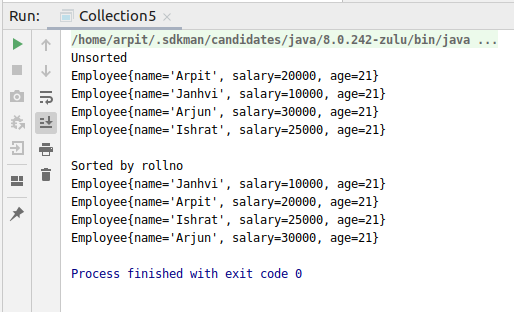 Run: Collection5 ×
/home/arpit/.sdkman/candidates/java/8.0.242-zulu/bin/java ...
Unsorted
Employee{name='Arpit', salary=20000, age=21}
Employee{name='Janhvi', salary=10000, age=21}
Employee{name='Arjun', salary=30000, age=21}
Employee{name='Ishrat', salary=25000, age=21}
Sorted by rollno
Employee{name='Janhvi', salary=10000, age=21}
Employee{name='Arpit', salary=20000, age=21}
Employee{name='Ishrat', salary=25000, age=21}
Employee{name='Arjun', salary=30000, age=21}
Process finished with exit code 0